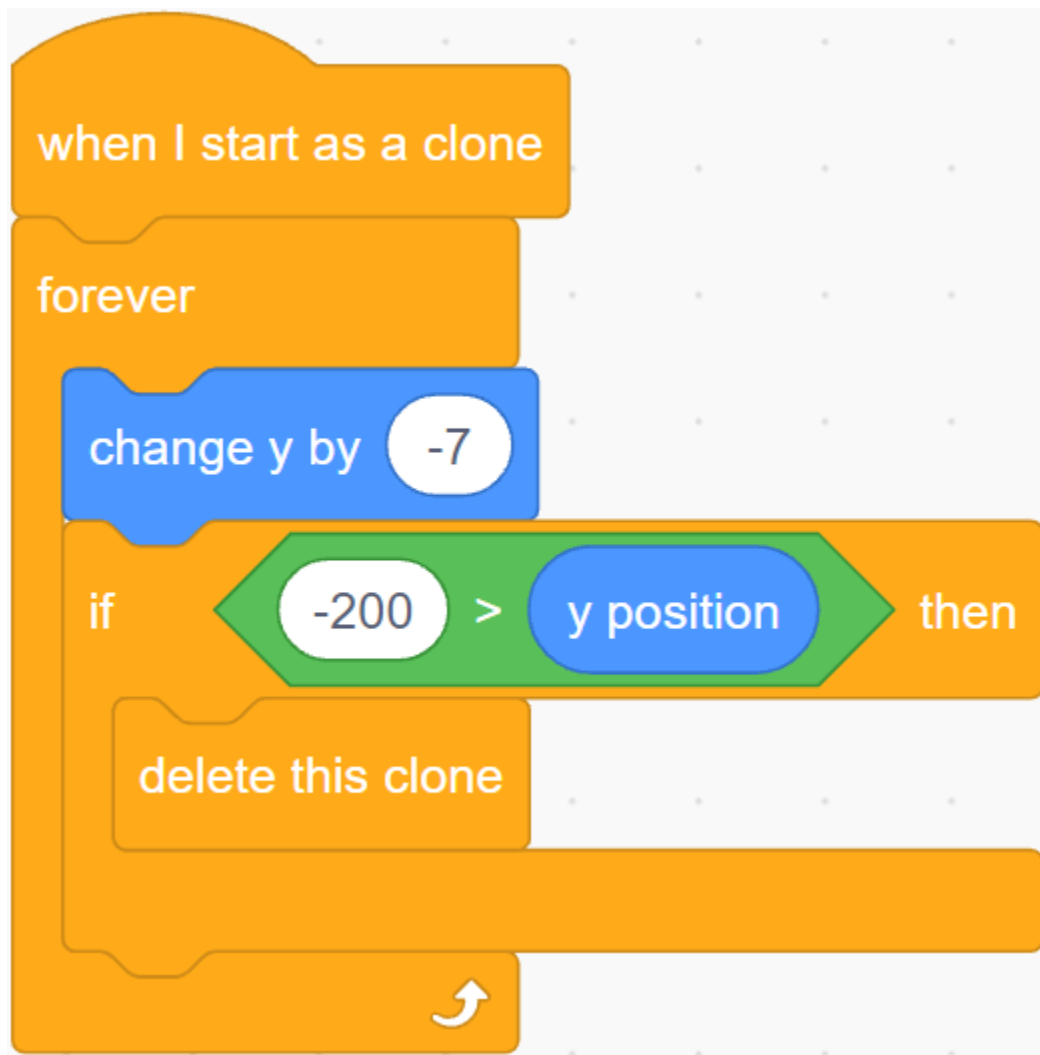 when I start as a clone
forever
change y by -7
if -200 > y position then
delete this clone